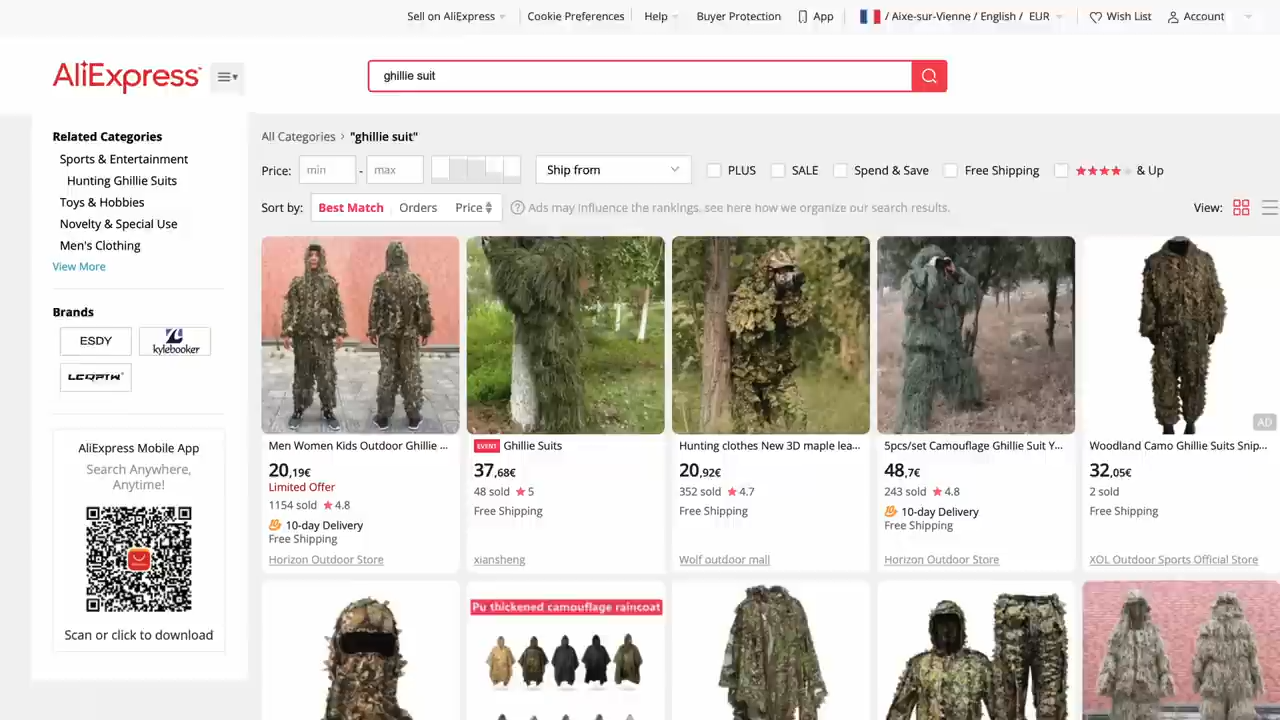 Sell on AliExpress
Cookie Preferences
Help
Buyer Protection
App
/ Aixe-sur-Vienne / English / EUR
Wish List
Account
AliExpress
ghillie suit
Related Categories
Sports & Entertainment
Hunting Ghillie Suits
Toys & Hobbies
Novelty & Special Use
Men's Clothing
View More
Brands
ESDY
kylebooker
LCQPTW
AliExpress Mobile App
Search Anywhere,
Anytime!
Scan or click to download
All Categories › "ghillie suit"
Price: min - max
Ship from
PLUS
SALE
Spend & Save
Free Shipping
& Up
Sort by: Best Match Orders Price
? Ads may influence the rankings. see here how we organize our search results.
View:
Men Women Kids Outdoor Ghillie ...
20,19€
Limited Offer
1154 sold ★ 4.8
10-day Delivery
Free Shipping
Horizon Outdoor Store
EVENT Ghillie Suits
37,68€
48 sold ★ 5
Free Shipping
xiansheng
Hunting clothes New 3D maple lea...
20,92€
352 sold ★ 4.7
Free Shipping
Wolf outdoor mall
5pcs/set Camouflage Ghillie Suit Y...
48,7€
243 sold ★ 4.8
10-day Delivery
Free Shipping
Horizon Outdoor Store
AD
Woodland Camo Ghillie Suits Snip...
32,05€
2 sold
Free Shipping
XOL Outdoor Sports Official Store
Pu thickened camouflage raincoat